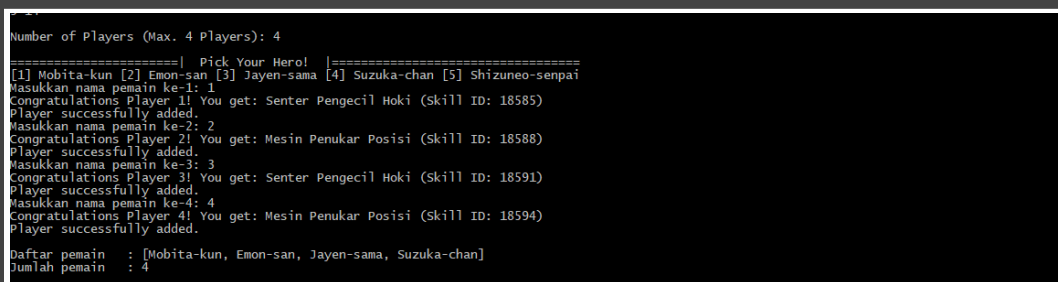 Number of Players (Max. 4 Players): 4
=======================| Pick Your Hero! |==================================
[1] Mobita-kun [2] Emon-san [3] Jayen-sama [4] Suzuka-chan [5] Shizuneo-senpai
Masukkan nama pemain ke-1: 1
Congratulations Player 1! You get: Senter Pengecil Hoki (Skill ID: 18585)
Player successfully added.
Masukkan nama pemain ke-2: 2
Congratulations Player 2! You get: Mesin Penukar Posisi (Skill ID: 18588)
Player successfully added.
Masukkan nama pemain ke-3: 3
Congratulations Player 3! You get: Senter Pengecil Hoki (Skill ID: 18591)
Player successfully added.
Masukkan nama pemain ke-4: 4
Congratulations Player 4! You get: Mesin Penukar Posisi (Skill ID: 18594)
Player successfully added.
Daftar pemain   : [Mobita-kun, Emon-san, Jayen-sama, Suzuka-chan]
Jumlah pemain   : 4